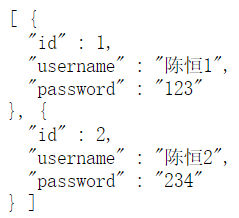 [ {
  "id" : 1,
  "username" : "陈恒1",
  "password" : "123"
}, {
  "id" : 2,
  "username" : "陈恒2",
  "password" : "234"
} ]